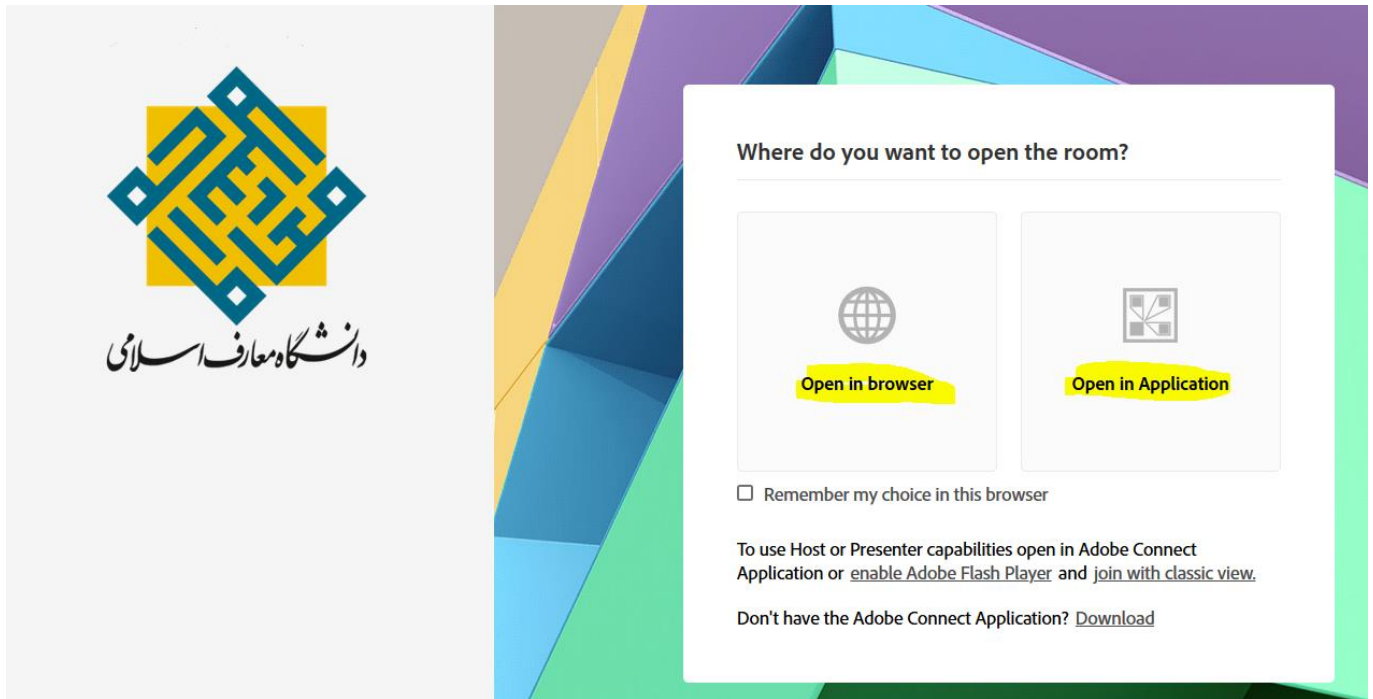 دانشگاه معارف اسلامی
Where do you want to open the room?
Open in browser
Open in Application
Remember my choice in this browser
To use Host or Presenter capabilities open in Adobe Connect
Application or enable Adobe Flash Player and join with classic view.
Don't have the Adobe Connect Application? Download